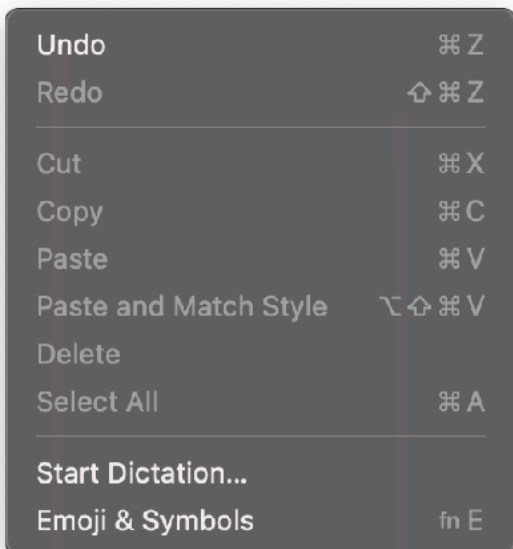 Undo ⌘ Z
Redo ⇧ ⌘ Z
Cut ⌘ X
Copy ⌘ C
Paste ⌘ V
Paste and Match Style ⌥ ⇧ ⌘ V
Delete
Select All ⌘ A
Start Dictation...
Emoji & Symbols fn E